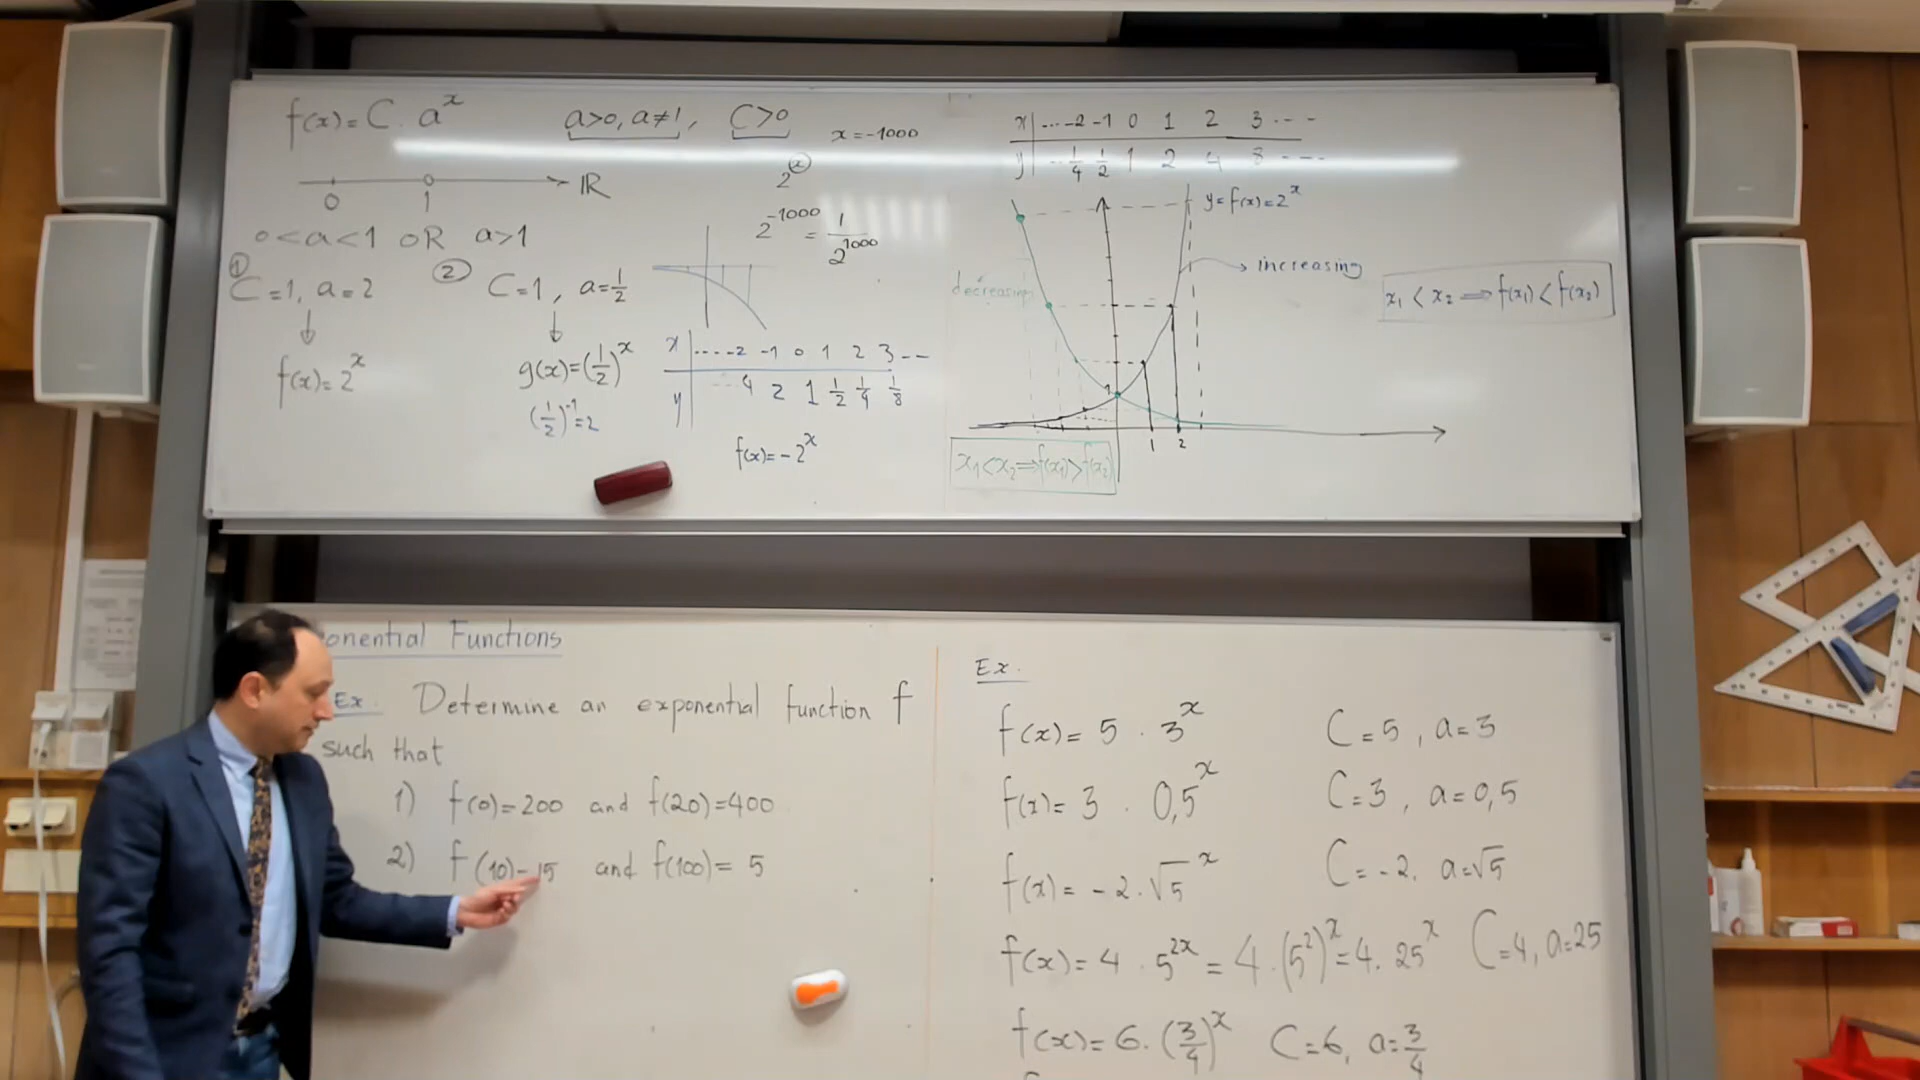 f(x)=C.a^x a>0, a≠1, C>0 x=-1000
2^x
0 1 ℝ
2^-1000 = 1/2^1000
0<a<1 OR a>1
① C=1, a=2 ② C=1, a=1/2
f(x)=2^x g(x)=(1/2)^x
(1/2)^-1=2
x ....-2 -1 0 1 2 3 --
y 4 2 1 1/2 1/4 1/8
f(x)=-2^x
x ...-2 -1 0 1 2 3 ---
y 1/4 1/2 1 2 4 8 ---
y=f(x)=2^x
decreasing increasing
x₁<x₂⟹f(x₁)<f(x₂)
1
1 2
x₁<x₂⟹f(x₁)>f(x₂)
onential Functions
Ex. Determine an exponential function f
such that
1) f(0)=200 and f(20)=400
2) f(10)=15 and f(100)=5
Ex.
f(x)=5.3^x C=5, a=3
f(x)=3.0,5^x C=3, a=0,5
f(x)=-2.√5^x C=-2, a=√5
f(x)=4.5^2x=4.(5^2)^x=4.25^x C=4, a=25
f(x)=6.(3/4)^x C=6, a=3/4